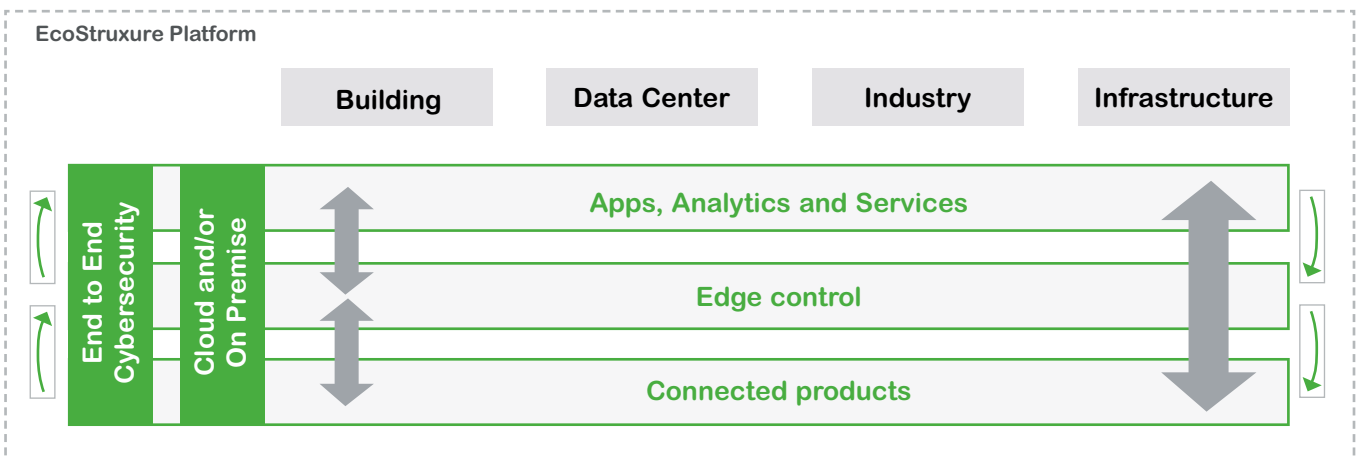 EcoStruxure Platform
Building
Data Center
Industry
Infrastructure
End to End
Cybersecurity
Cloud and/or
On Premise
Apps, Analytics and Services
Edge control
Connected products